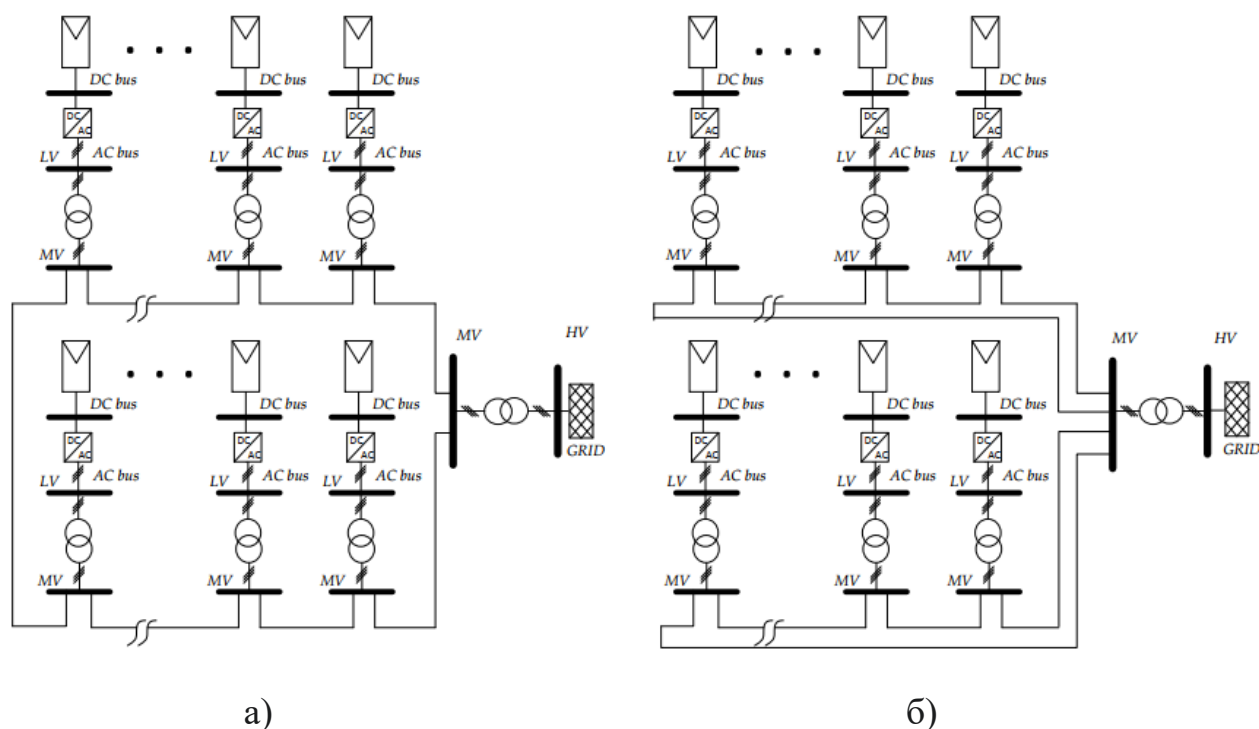 DC bus DC bus DC bus DC bus DC bus DC bus
DC AC DC AC DC AC DC AC DC AC DC AC
LV AC bus LV AC bus LV AC bus LV AC bus LV AC bus LV AC bus
MV MV MV MV MV MV
MV HV MV HV
DC bus DC bus DC bus DC bus DC bus DC bus
DC AC DC AC DC AC GRID DC AC DC AC DC AC GRID
LV AC bus LV AC bus LV AC bus LV AC bus LV AC bus LV AC bus
MV MV MV MV MV MV
а) б)